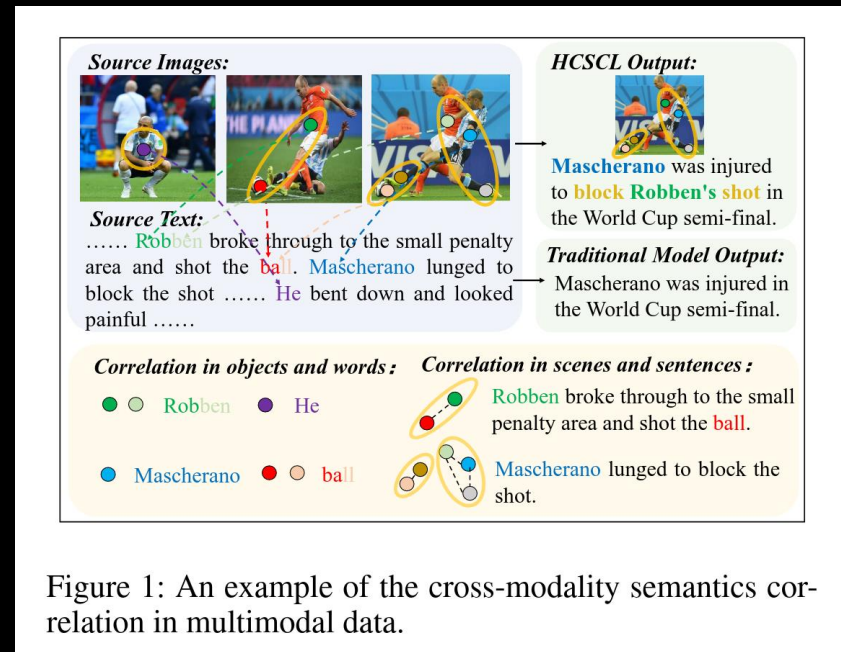 Source Images:
THE PLANE
VISA
Source Text:
…… Robben broke through to the small penalty
area and shot the ball. Mascherano lunged to
block the shot …… He bent down and looked
painful ……
HCSCL Output:
Mascherano was injured
to block Robben's shot in
the World Cup semi-final.
Traditional Model Output:
Mascherano was injured in
the World Cup semi-final.
Correlation in objects and words:
Robben
He
Mascherano
ball
Correlation in scenes and sentences:
Robben broke through to the small
penalty area and shot the ball.
Mascherano lunged to block the
shot.
Figure 1: An example of the cross-modality semantics cor-
relation in multimodal data.